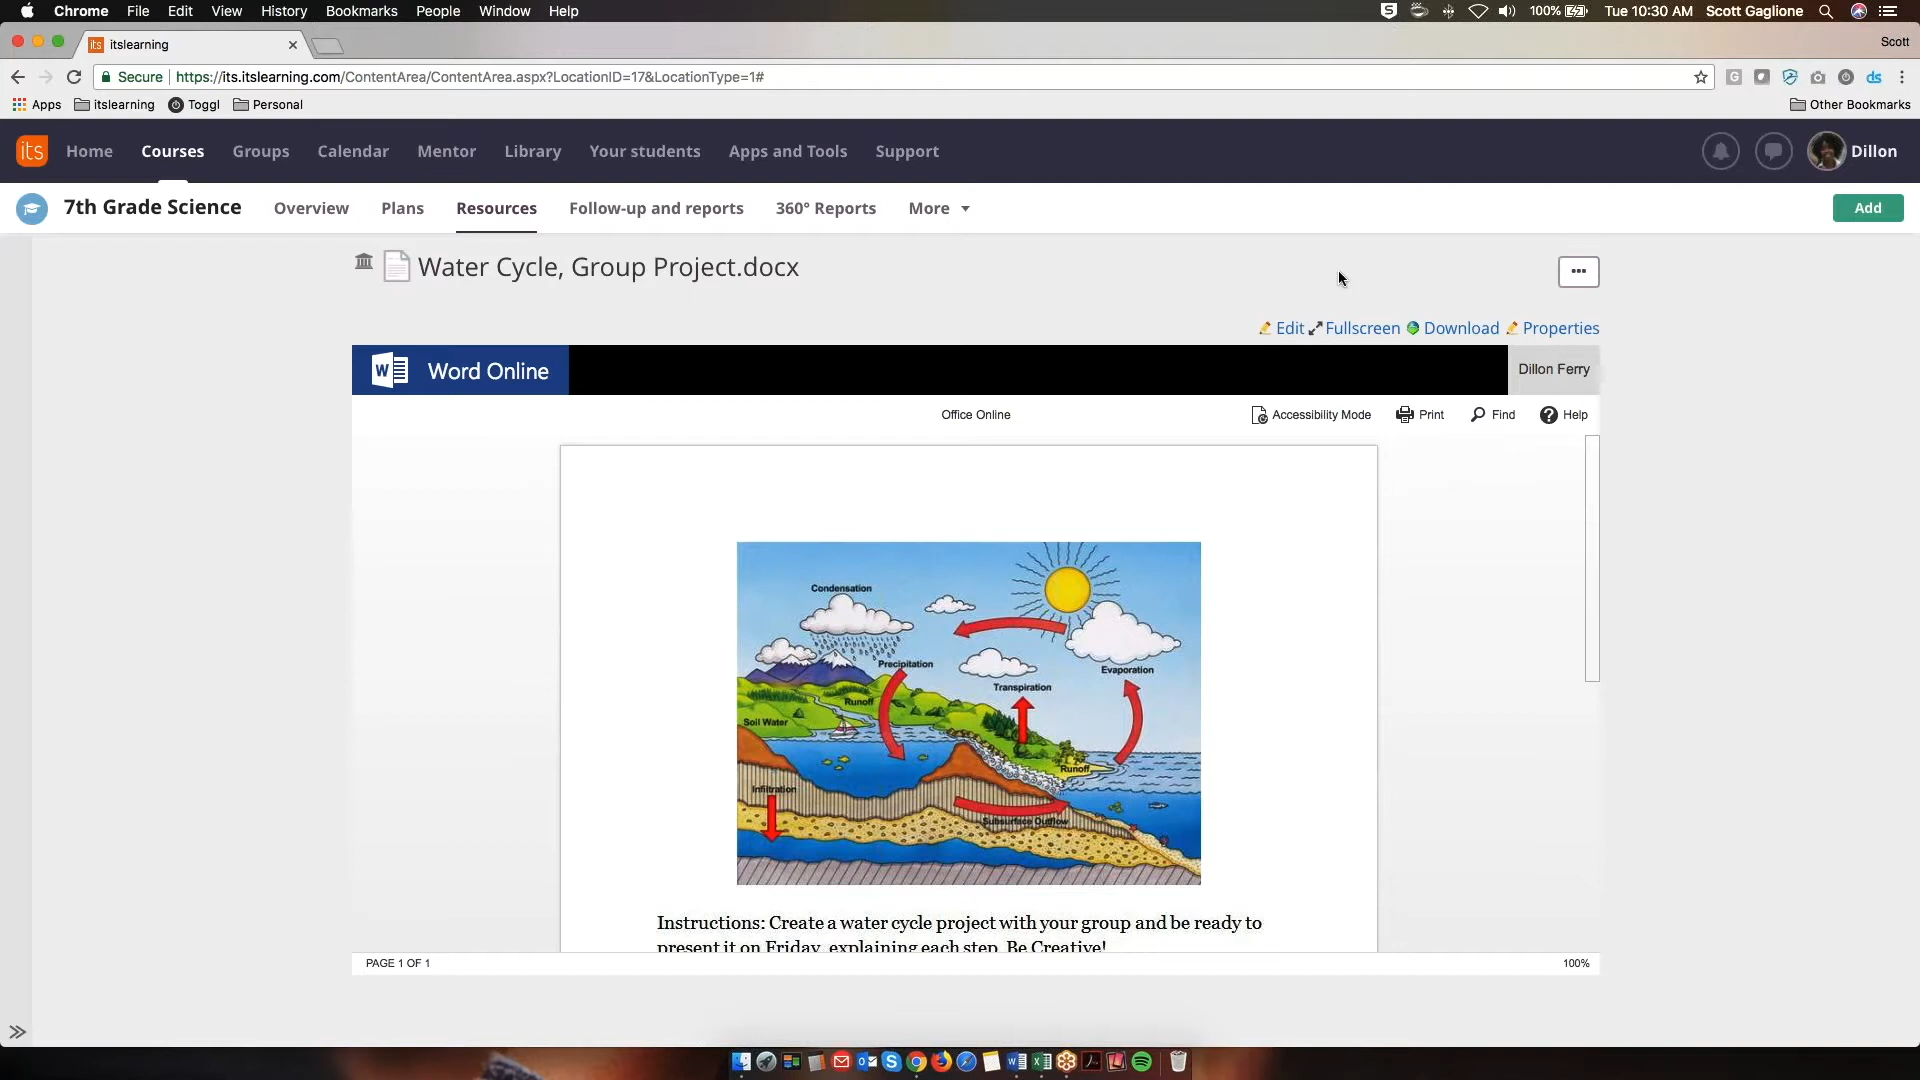 Chrome File Edit View History Bookmarks People Window Help
100% Tue 10:30 AM Scott Gaglione
its itslearning
Scott
Secure https://its.itslearning.com/ContentArea/ContentArea.aspx?LocationID=17&LocationType=1#
ds
Apps itslearning Toggl Personal
Other Bookmarks
its Home Courses Groups Calendar Mentor Library Your students Apps and Tools Support
Dillon
7th Grade Science Overview Plans Resources Follow-up and reports 360° Reports More
Add
Water Cycle, Group Project.docx
Edit Fullscreen Download Properties
Word Online
Dillon Ferry
Office Online
Accessibility Mode Print Find Help
Condensation
Precipitation
Evaporation
Transpiration
Runoff
Soil Water
Runoff
Infiltration
Subsurface Outflow
Instructions: Create a water cycle project with your group and be ready to
present it on Friday, explaining each step. Be Creative!
PAGE 1 OF 1
100%